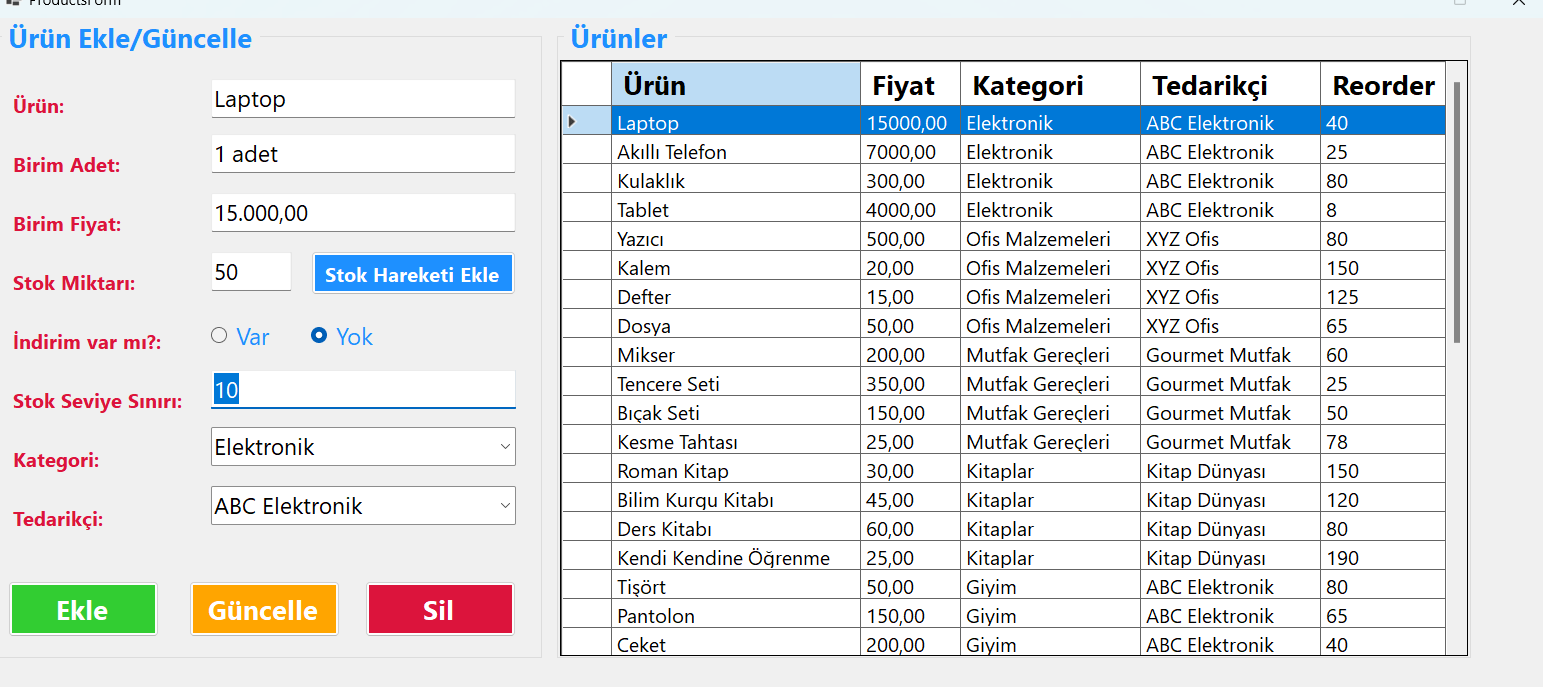 ProductsForm
Ürün Ekle/Güncelle
Ürün: Laptop
Birim Adet: 1 adet
Birim Fiyat: 15.000,00
Stok Miktarı: 50 Stok Hareketi Ekle
İndirim var mı?: Var Yok
Stok Seviye Sınırı: 10
Kategori: Elektronik
Tedarikçi: ABC Elektronik
Ekle Güncelle Sil
Ürünler
Ürün Fiyat Kategori Tedarikçi Reorder
Laptop 15000,00 Elektronik ABC Elektronik 40
Akıllı Telefon 7000,00 Elektronik ABC Elektronik 25
Kulaklık 300,00 Elektronik ABC Elektronik 80
Tablet 4000,00 Elektronik ABC Elektronik 8
Yazıcı 500,00 Ofis Malzemeleri XYZ Ofis 80
Kalem 20,00 Ofis Malzemeleri XYZ Ofis 150
Defter 15,00 Ofis Malzemeleri XYZ Ofis 125
Dosya 50,00 Ofis Malzemeleri XYZ Ofis 65
Mikser 200,00 Mutfak Gereçleri Gourmet Mutfak 60
Tencere Seti 350,00 Mutfak Gereçleri Gourmet Mutfak 25
Bıçak Seti 150,00 Mutfak Gereçleri Gourmet Mutfak 50
Kesme Tahtası 25,00 Mutfak Gereçleri Gourmet Mutfak 78
Roman Kitap 30,00 Kitaplar Kitap Dünyası 150
Bilim Kurgu Kitabı 45,00 Kitaplar Kitap Dünyası 120
Ders Kitabı 60,00 Kitaplar Kitap Dünyası 80
Kendi Kendine Öğrenme 25,00 Kitaplar Kitap Dünyası 190
Tişört 50,00 Giyim ABC Elektronik 80
Pantolon 150,00 Giyim ABC Elektronik 65
Ceket 200,00 Giyim ABC Elektronik 40